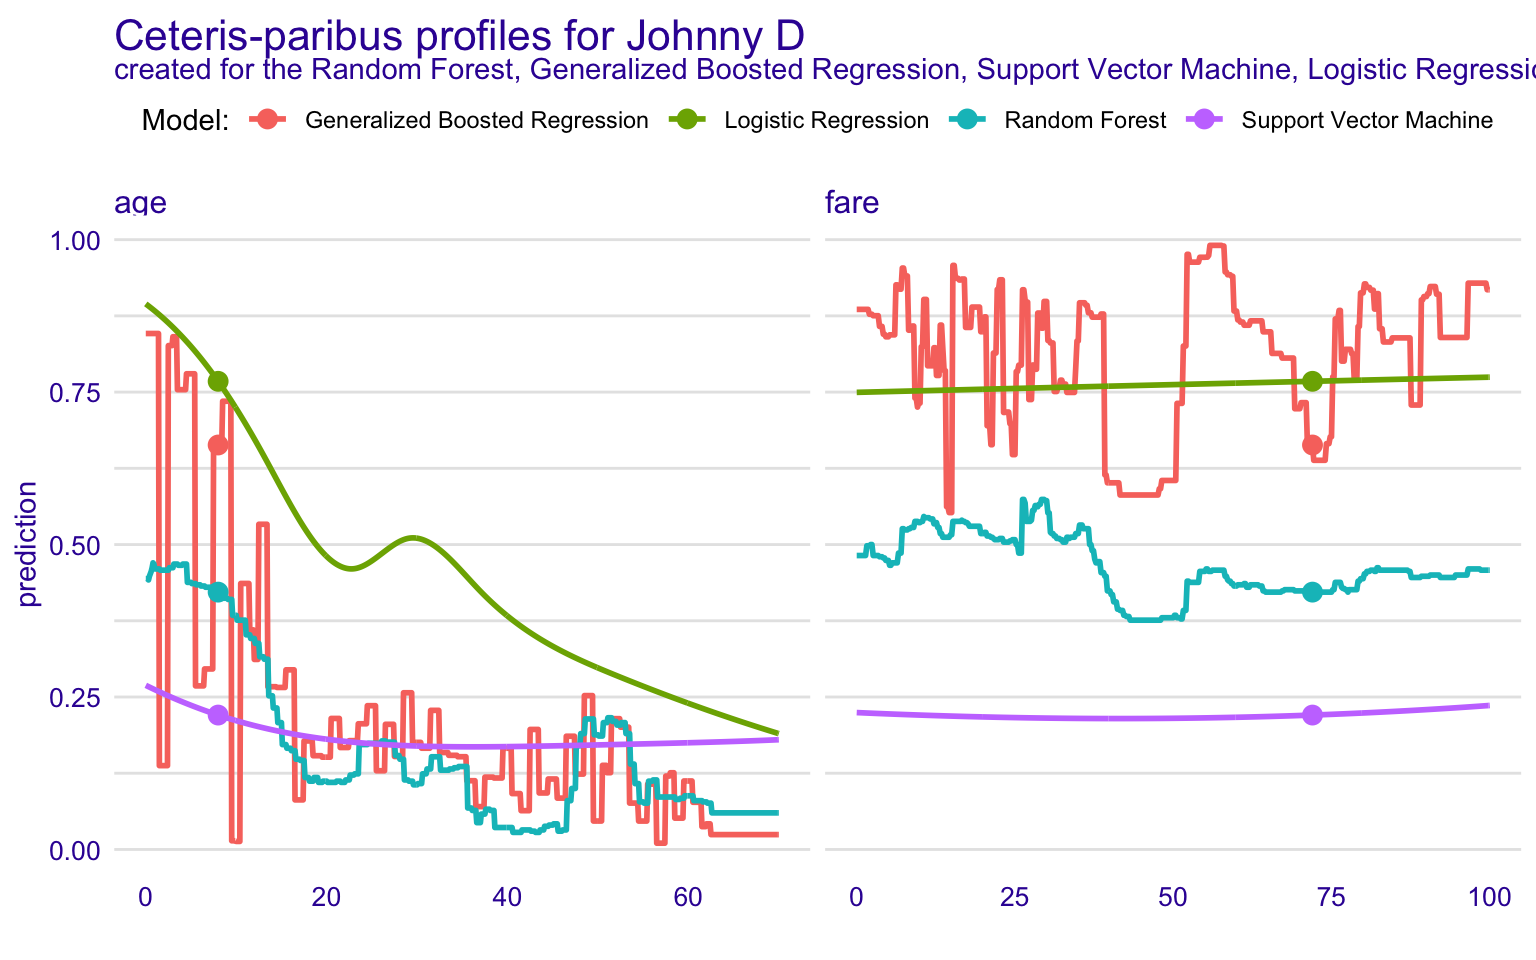 Ceteris-paribus profiles for Johnny D
created for the Random Forest, Generalized Boosted Regression, Support Vector Machine, Logistic
Model: Generalized Boosted Regression Logistic Regression Random Forest Support Vector Machine
age fare
1.00
0.75
0.50
0.25
0.00
prediction
0 20 40 60 0 25 50 75 100